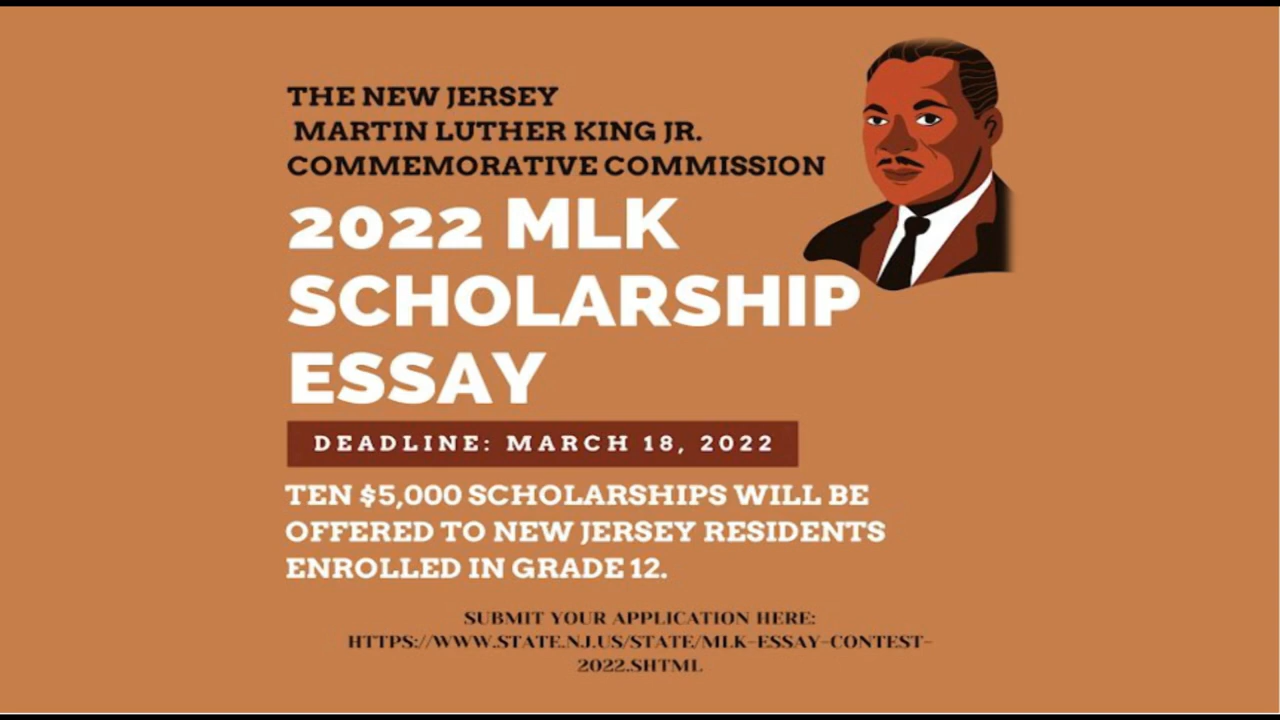 THE NEW JERSEY
MARTIN LUTHER KING JR.
COMMEMORATIVE COMMISSION
2022 MLK
SCHOLARSHIP
ESSAY
DEADLINE: MARCH 18, 2022
TEN $5,000 SCHOLARSHIPS WILL BE
OFFERED TO NEW JERSEY RESIDENTS
ENROLLED IN GRADE 12.
SUBMIT YOUR APPLICATION HERE:
HTTPS://WWW.STATE.NJ.US/STATE/MLK-ESSAY-CONTEST-
2022.SHTML